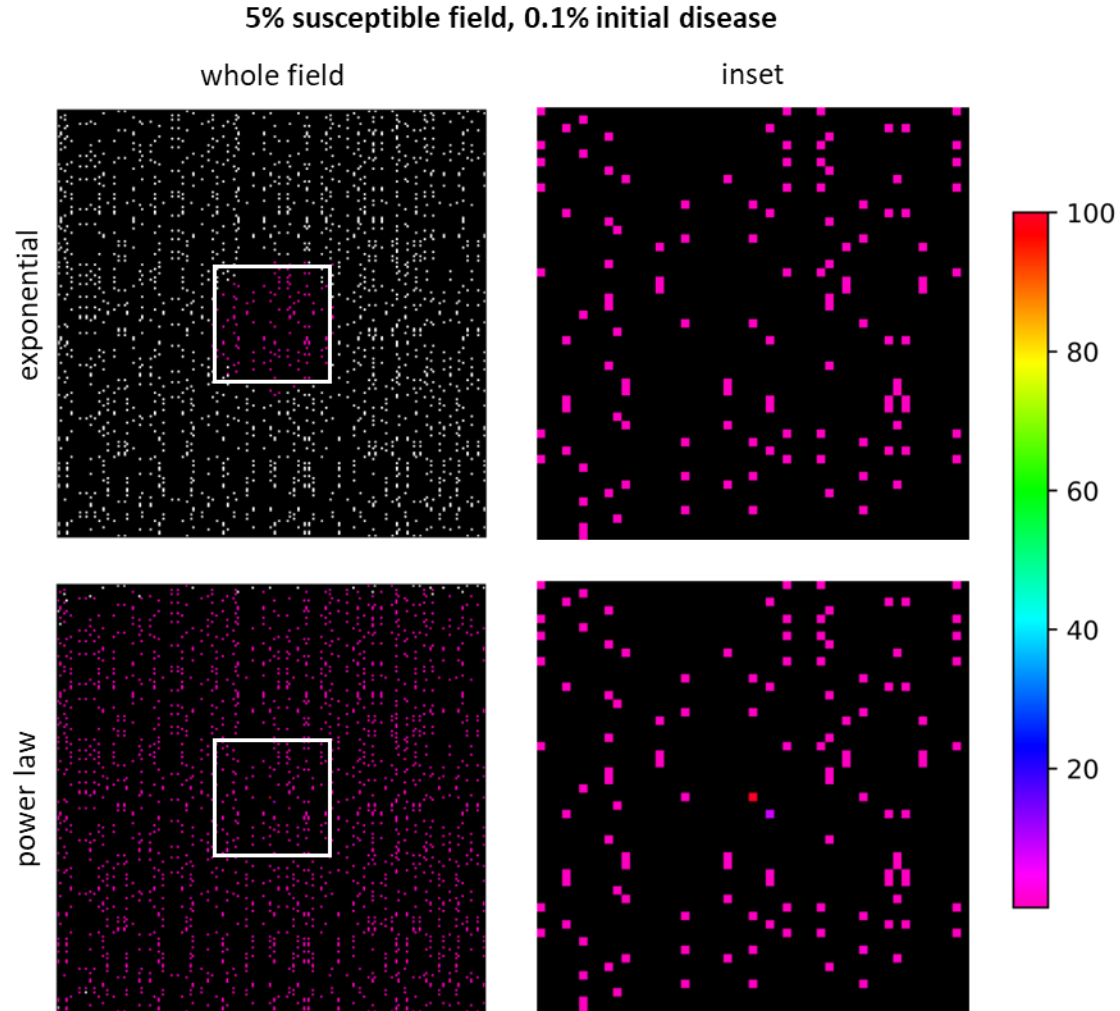 5% susceptible field, 0.1% initial disease
whole field
inset
exponential
power law
100
80
60
40
20